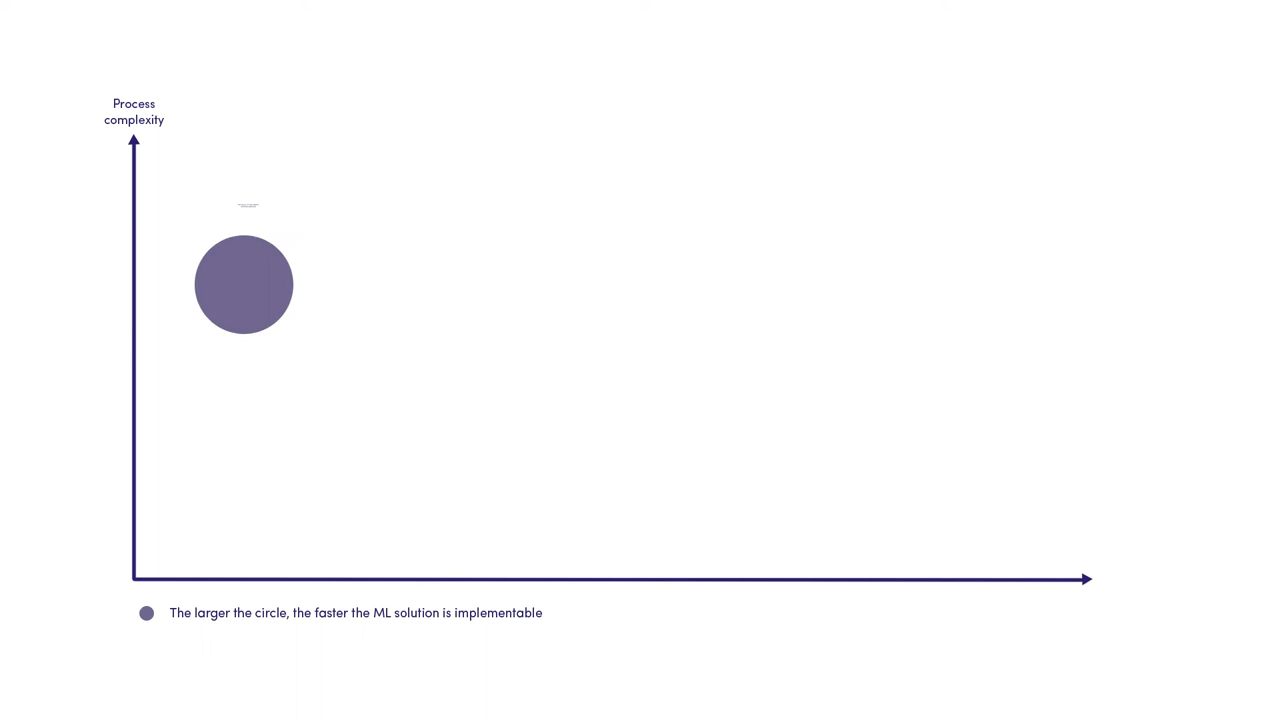 Process
complexity
The larger the circle, the faster the ML solution is implementable